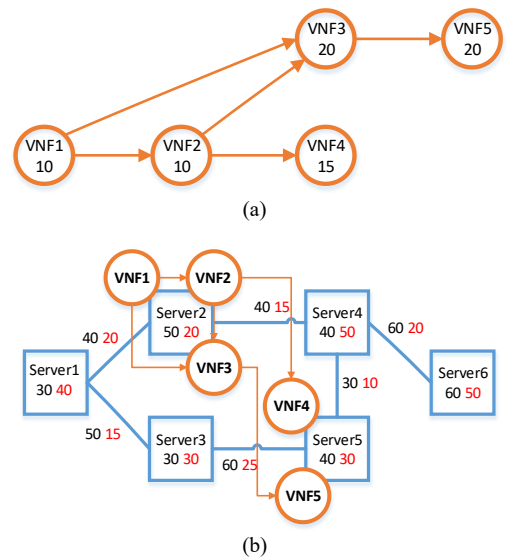 VNF3
20
VNF5
20
VNF1
10
VNF2
10
VNF4
15
(a)
VNF1
VNF2
Server2
50 20
40 15
Server4
40 50
40 20
60 20
Server1
30 40
VNF3
Server6
60 50
30 10
VNF4
50 15
Server3
30 30
Server5
40 30
60 25
VNF5
(b)